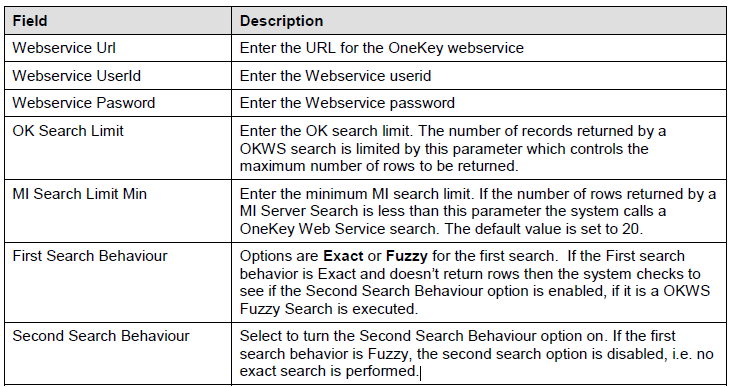 Field Description
Webservice Url Enter the URL for the OneKey webservice
Webservice UserId Enter the Webservice userid
Webservice Pasword Enter the Webservice password
OK Search Limit Enter the OK search limit. The number of records returned by a
OKWS search is limited by this parameter which controls the
maximum number of rows to be returned.
MI Search Limit Min Enter the minimum MI search limit. If the number of rows returned by a
MI Server Search is less than this parameter the system calls a
OneKey Web Service search. The default value is set to 20.
First Search Behaviour Options are Exact or Fuzzy for the first search. If the First search
behavior is Exact and doesn't return rows then the system checks to
see if the Second Search Behaviour option is enabled, if it is a OKWS
Fuzzy Search is executed.
Second Search Behaviour Select to turn the Second Search Behaviour option on. If the first
search behavior is Fuzzy, the second search option is disabled, i.e. no
exact search is performed.